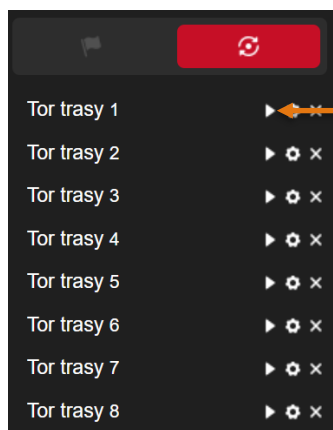 Tor trasy 1
Tor trasy 2
Tor trasy 3
Tor trasy 4
Tor trasy 5
Tor trasy 6
Tor trasy 7
Tor trasy 8